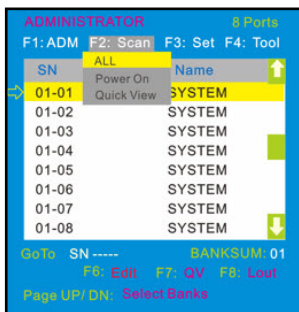 ADMINISTRATOR 8 Ports
F1: ADM F2: Scan F3: Set F4: Tool
SN Name
ALL
Power On
Quick View
01-01 SYSTEM
01-02 SYSTEM
01-03 SYSTEM
01-04 SYSTEM
01-05 SYSTEM
01-06 SYSTEM
01-07 SYSTEM
01-08 SYSTEM
GoTo SN ----- BANKSUM: 01
F6: Edit F7: QV F8: Lout
Page UP/ DN: Select Banks